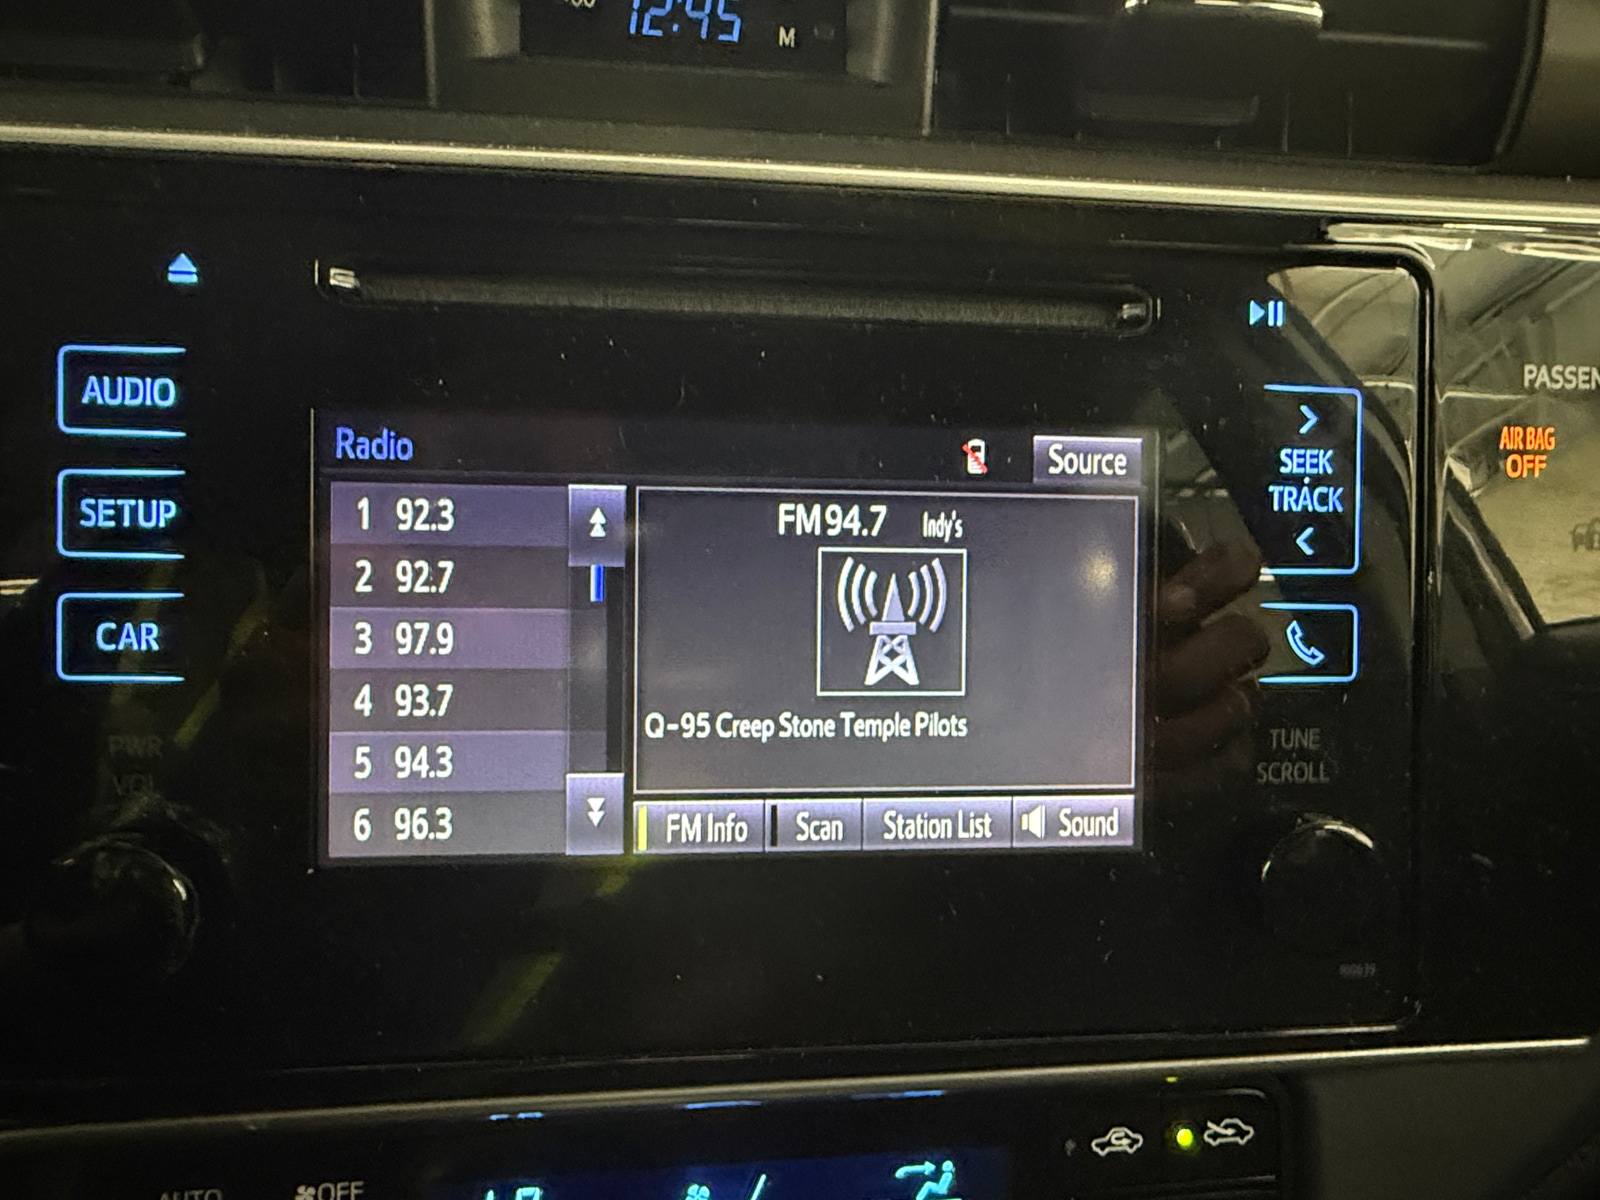 12:45
M
AUDIO
SETUP
CAR
PWR
VOL
Radio
Source
1 92.3
2 92.7
3 97.9
4 93.7
5 94.3
6 96.3
FM 94.7 Indy's
Q-95 Creep Stone Temple Pilots
FM Info
Scan
Station List
Sound
>
SEEK
TRACK
<
TUNE
SCROLL
PASSEN
AIR BAG
OFF
AUTO
OFF